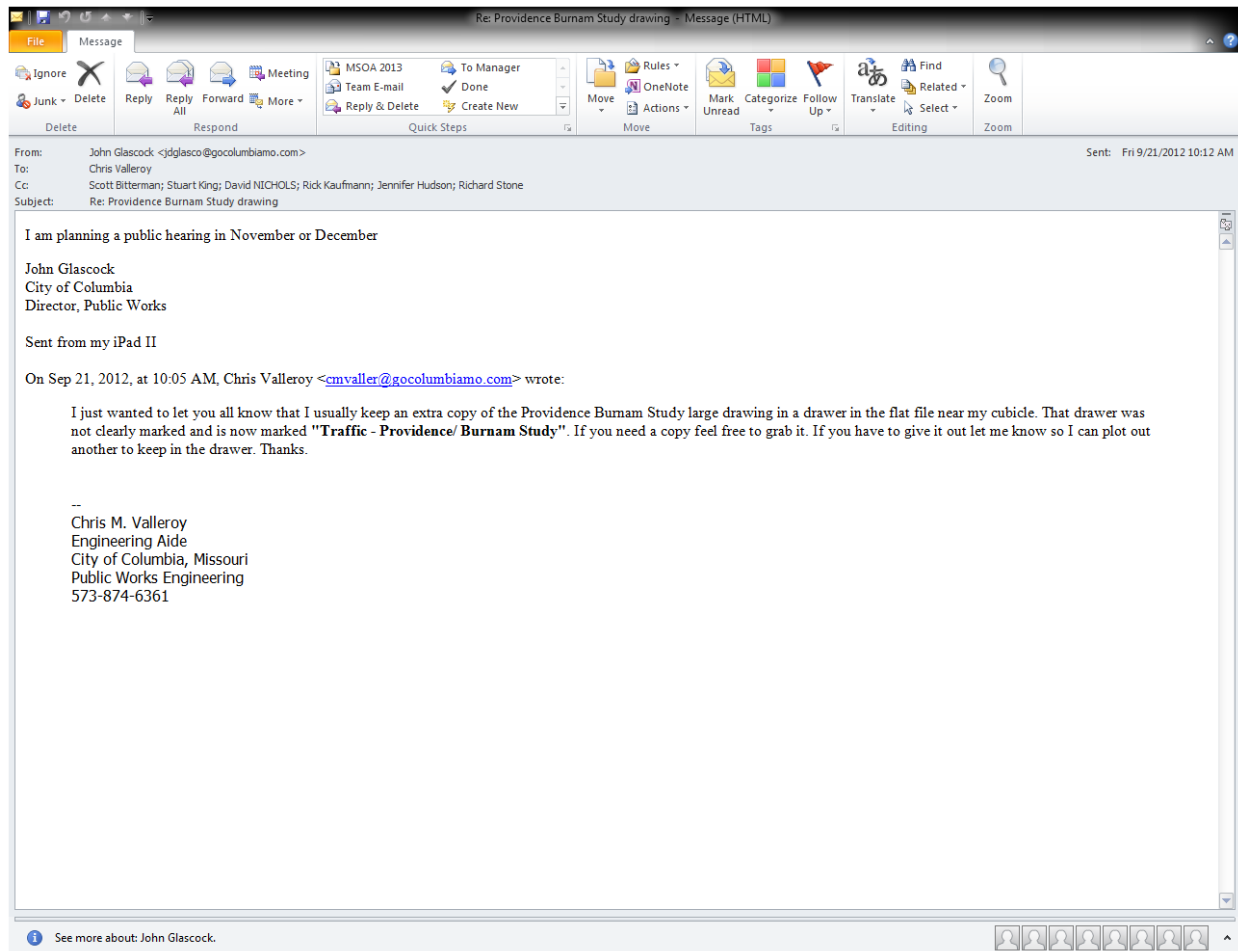 Re: Providence Burnam Study drawing - Message (HTML)
File Message
Ignore
Junk
Delete
Reply
Reply All
Forward
Meeting
More
MSOA 2013
Team E-mail
Reply & Delete
To Manager
Done
Create New
Move
Rules
OneNote
Actions
Mark Unread
Categorize
Follow Up
Translate
Find
Related
Select
Zoom
Delete Respond Quick Steps Move Tags Editing Zoom
From: John Glascock <jdglasco@gocolumbiamo.com> Sent: Fri 9/21/2012 10:12 AM
To: Chris Valleroy
Cc: Scott Bitterman; Stuart King; David NICHOLS; Rick Kaufmann; Jennifer Hudson; Richard Stone
Subject: Re: Providence Burnam Study drawing
I am planning a public hearing in November or December
John Glascock
City of Columbia
Director, Public Works
Sent from my iPad II
On Sep 21, 2012, at 10:05 AM, Chris Valleroy <cmvaller@gocolumbiamo.com> wrote:
I just wanted to let you all know that I usually keep an extra copy of the Providence Burnam Study large drawing in a drawer in the flat file near my cubicle. That drawer was
not clearly marked and is now marked "Traffic - Providence/ Burnam Study". If you need a copy feel free to grab it. If you have to give it out let me know so I can plot out
another to keep in the drawer. Thanks.
--
Chris M. Valleroy
Engineering Aide
City of Columbia, Missouri
Public Works Engineering
573-874-6361
See more about: John Glascock.